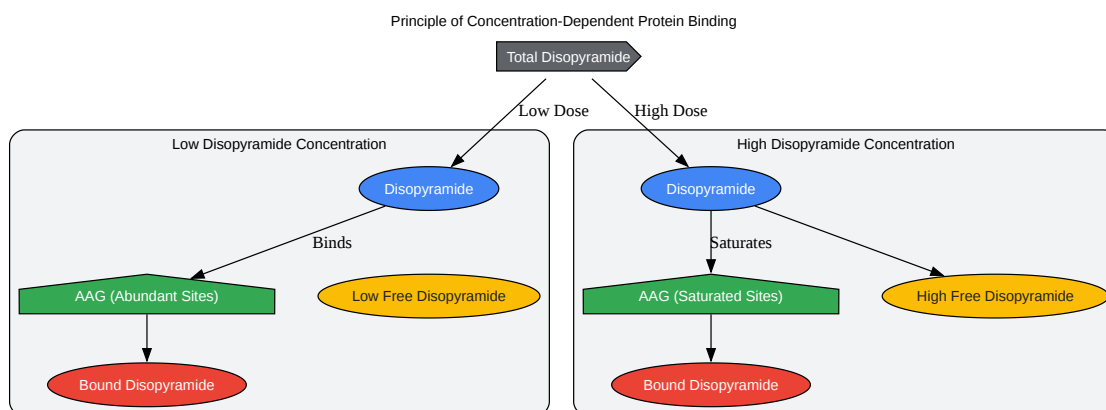 Principle of Concentration-Dependent Protein Binding
Total Disopyramide
Low Dose
High Dose
Low Disopyramide Concentration
Disopyramide
Binds
AAG (Abundant Sites)
Low Free Disopyramide
Bound Disopyramide
High Disopyramide Concentration
Disopyramide
Saturates
AAG (Saturated Sites)
High Free Disopyramide
Bound Disopyramide